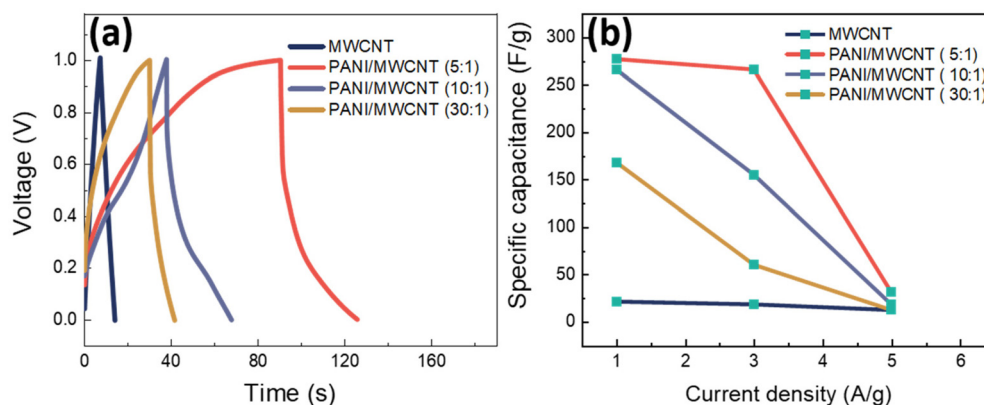 (a)
MWCNT
PANI/MWCNT (5:1)
PANI/MWCNT (10:1)
PANI/MWCNT (30:1)
1.0
0.8
0.6
0.4
0.2
0.0
Voltage (V)
0 40 80 120 160
Time (s)
(b)
MWCNT
PANI/MWCNT ( 5:1)
PANI/MWCNT ( 10:1)
PANI/MWCNT ( 30:1)
300
250
200
150
100
50
0
Specific capacitance (F/g)
1 2 3 4 5 6
Current density (A/g)